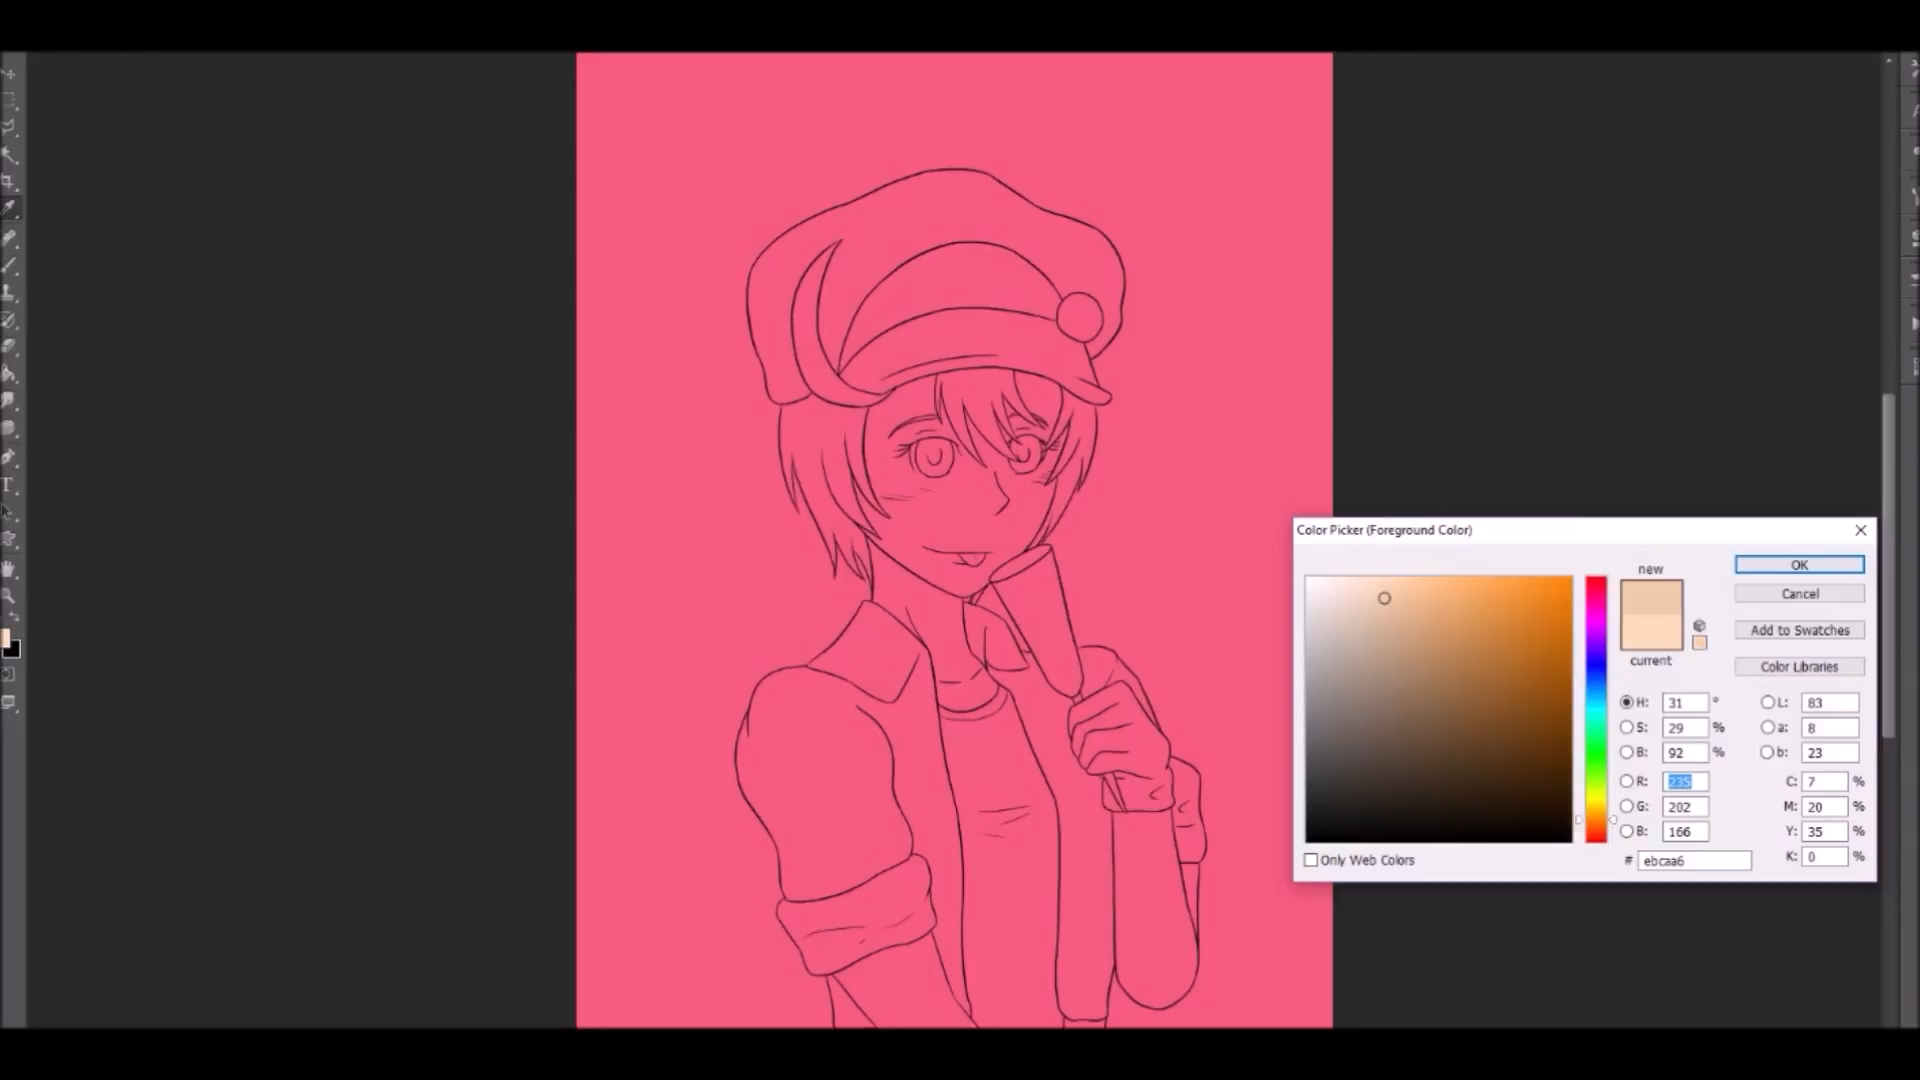 Color Picker (Foreground Color)
new
current
OK
Cancel
Add to Swatches
Color Libraries
H: 31 °
S: 29 %
B: 92 %
R: 235
G: 202
B: 166
L: 83
a: 8
b: 23
C: 7 %
M: 20 %
Y: 35 %
K: 0 %
# ebcaa6
Only Web Colors
T